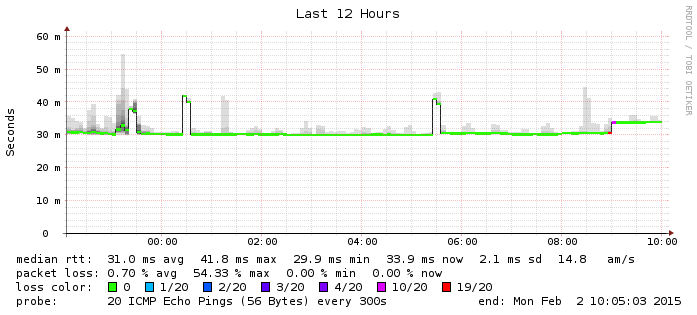 Last 12 Hours
RRDTOOL / TOBI OETIKER
60 m
50 m
40 m
30 m
20 m
10 m
0
Seconds
00:00 02:00 04:00 06:00 08:00 10:00
median rtt: 31.0 ms avg 41.8 ms max 29.9 ms min 33.9 ms now 2.1 ms sd 14.8 am/s
packet loss: 0.70 % avg 54.33 % max 0.00 % min 0.00 % now
loss color: 0 1/20 2/20 3/20 4/20 10/20 19/20
probe: 20 ICMP Echo Pings (56 Bytes) every 300s end: Mon Feb 2 10:05:03 2015